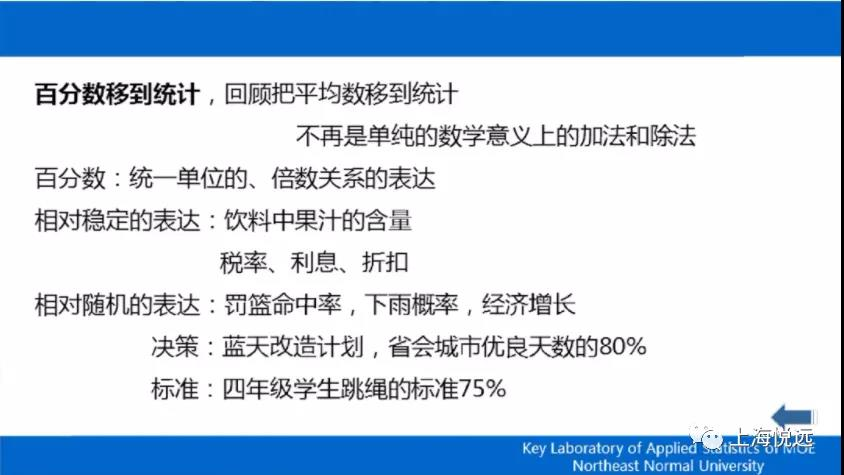 百分数移到统计，回顾把平均数移到统计
不再是单纯的数学意义上的加法和除法
百分数：统一单位的、倍数关系的表达
相对稳定的表达：饮料中果汁的含量
税率、利息、折扣
相对随机的表达：罚篮命中率，下雨概率，经济增长
决策：蓝天改造计划，省会城市优良天数的80%
标准：四年级学生跳绳的标准75%
上海悦远
Key Laboratory of Applied Statistics of MOE
Northeast Normal University